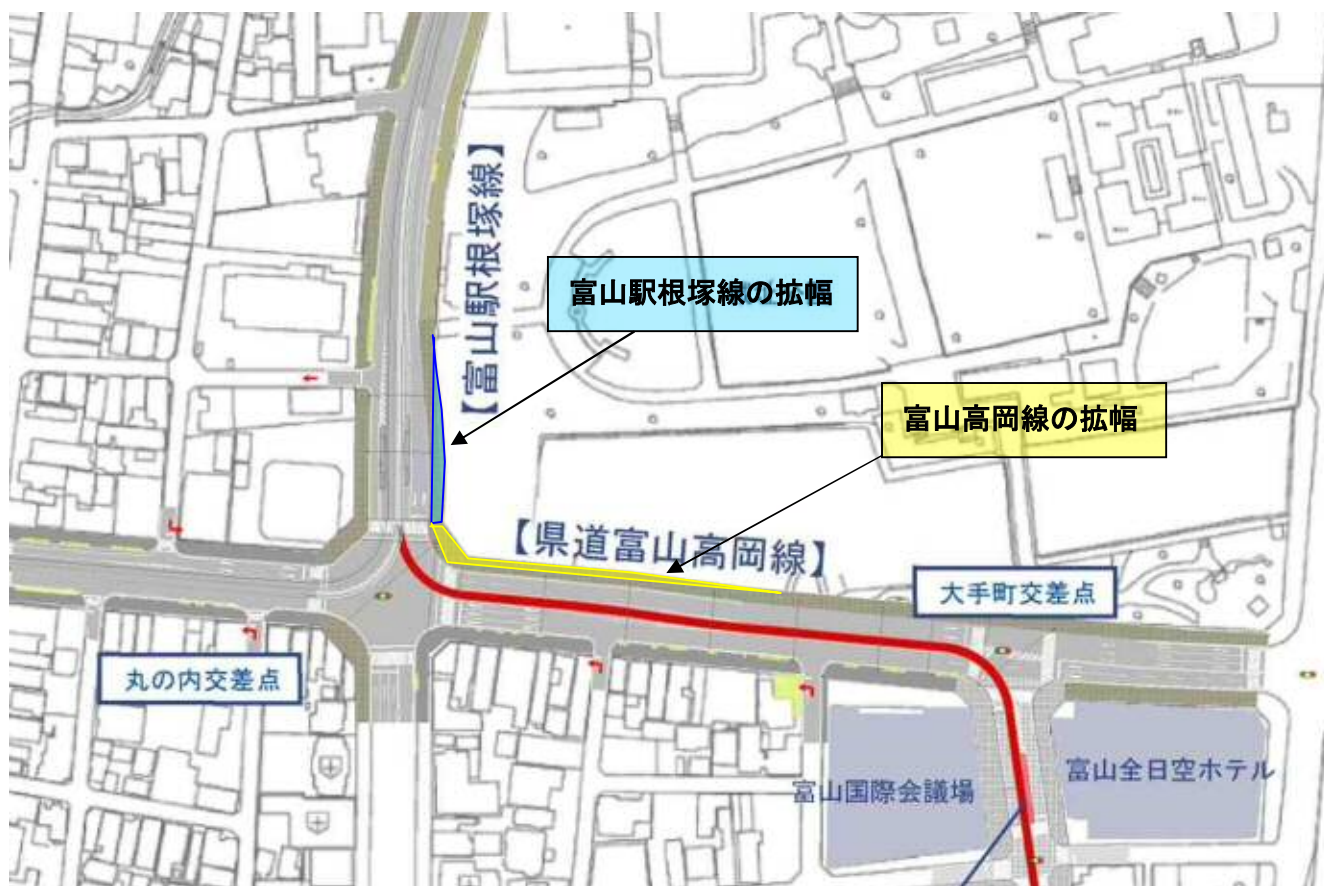 【富山駅根塚線】
富山駅根塚線の拡幅
富山高岡線の拡幅
【県道富山高岡線】
大手町交差点
丸の内交差点
富山国際会議場
富山全日空ホテル